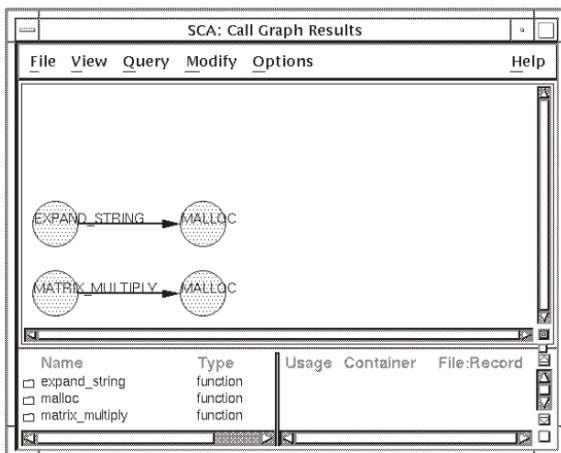 SCA: Call Graph Results
File View Query Modify Options Help
EXPAND_STRING MALLOC
MATRIX_MULTIPLY MALLOC
Name Type Usage Container File:Record
expand_string function
malloc function
matrix_multiply function